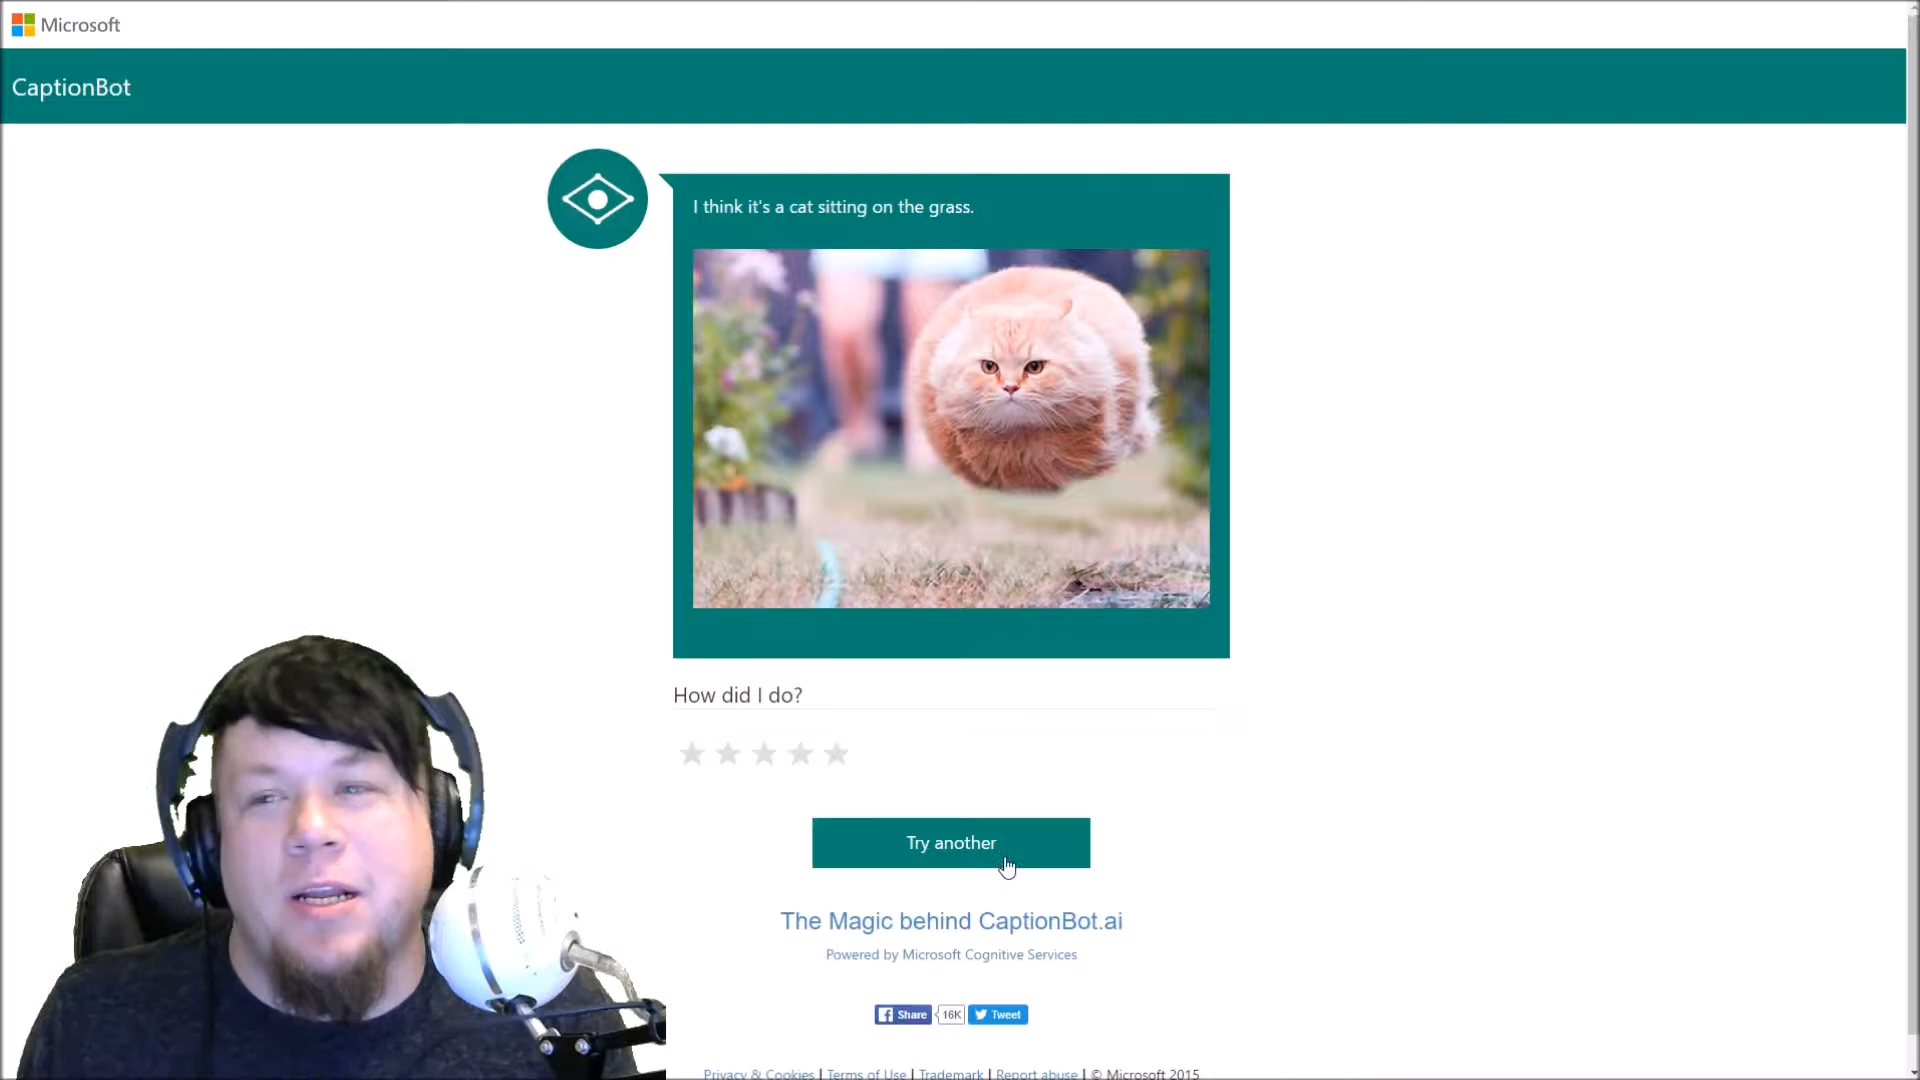 Microsoft
CaptionBot
I think it's a cat sitting on the grass.
How did I do?
Try another
The Magic behind CaptionBot.ai
Powered by Microsoft Cognitive Services
Share 16K Tweet
Privacy & Cookies | Terms of Use | Trademark | Report abuse | © Microsoft 2015